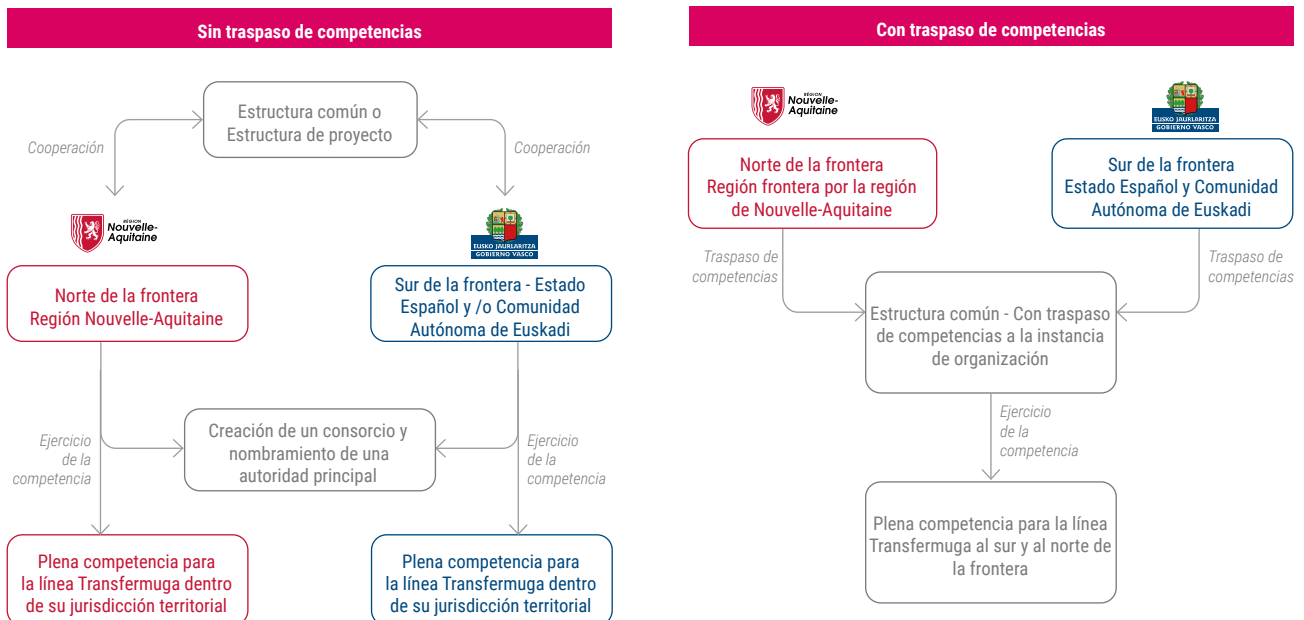 Sin traspaso de competencias
Estructura común o
Estructura de proyecto
Cooperación
Cooperación
RÉGION
Nouvelle-
Aquitaine
EUSKO JAURLARITZA
GOBIERNO VASCO
Norte de la frontera
Región Nouvelle-Aquitaine
Sur de la frontera - Estado
Español y /o Comunidad
Autónoma de Euskadi
Ejercicio
de la
competencia
Creación de un consorcio y
nombramiento de una
autoridad principal
Ejercicio
de la
competencia
Plena competencia para
la línea Transfermuga dentro
de su jurisdicción territorial
Plena competencia para
la línea Transfermuga dentro
de su jurisdicción territorial
Con traspaso de competencias
RÉGION
Nouvelle-
Aquitaine
EUSKO JAURLARITZA
GOBIERNO VASCO
Norte de la frontera
Región frontera por la región
de Nouvelle-Aquitaine
Sur de la frontera
Estado Español y Comunidad
Autónoma de Euskadi
Traspaso de
competencias
Traspaso de
competencias
Estructura común - Con traspaso
de competencias a la instancia
de organización
Ejercicio
de la
competencia
Plena competencia para la línea
Transfermuga al sur y al norte de
la frontera